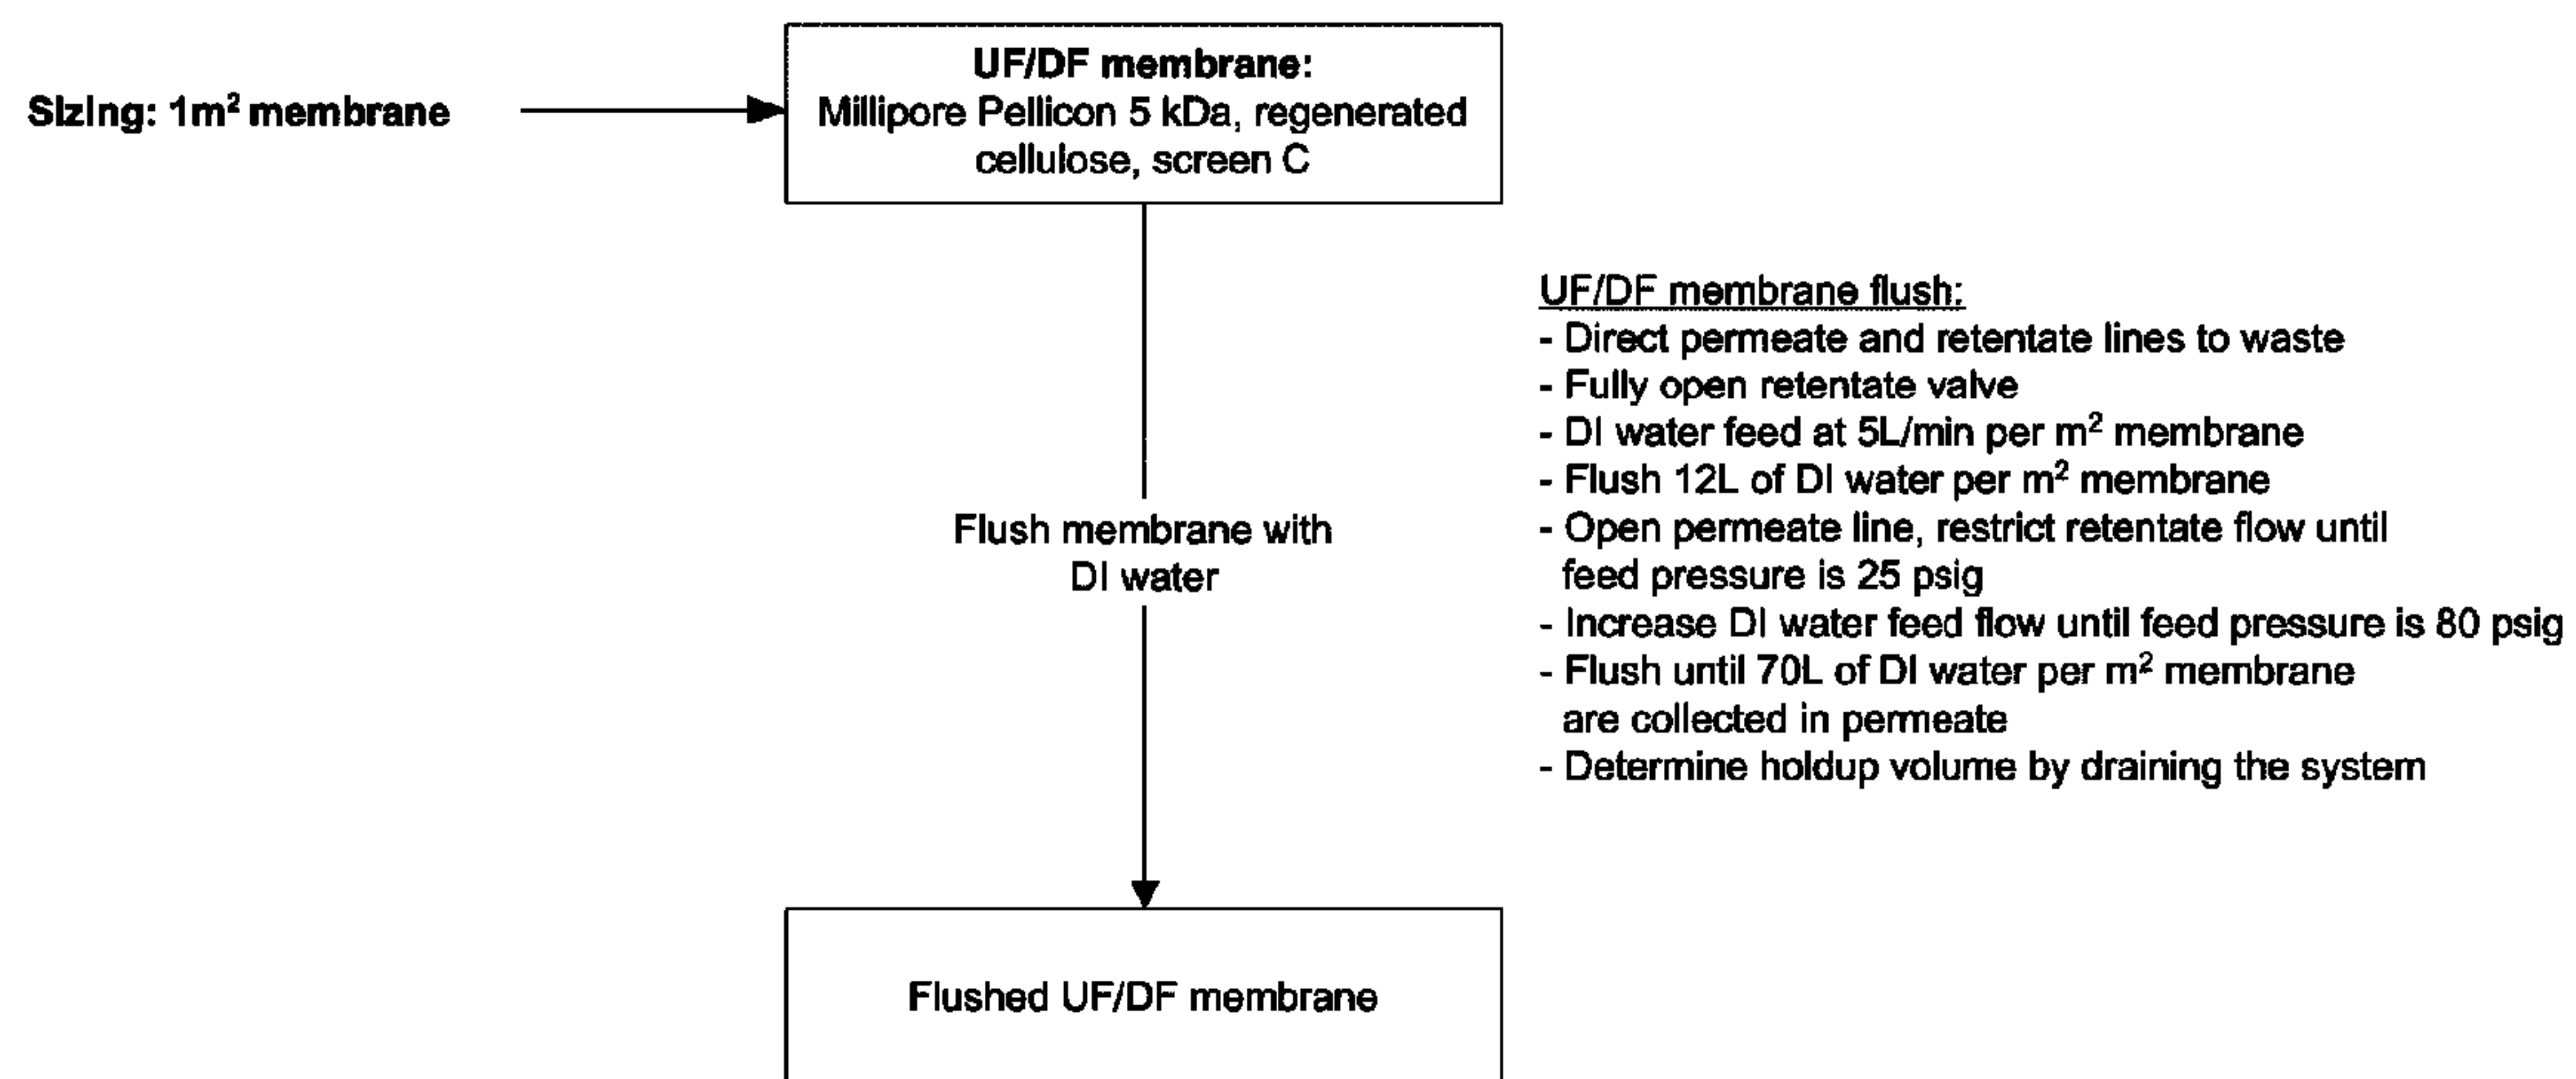 UF/DF membrane:
Sizing: 1m² membrane
Millipore Pellicon 5 kDa, regenerated
cellulose, screen C
UF/DF membrane flush:
- Direct permeate and retentate lines to waste
- Fully open retentate valve
- DI water feed at 5L/min per m² membrane
- Flush 12L of DI water per m² membrane
- Open permeate line, restrict retentate flow until
feed pressure is 25 psig
- Increase DI water feed flow until feed pressure is 80 psig
- Flush until 70L of DI water per m² membrane
are collected in permeate
- Determine holdup volume by draining the system
Flush membrane with
DI water
Flushed UF/DF membrane